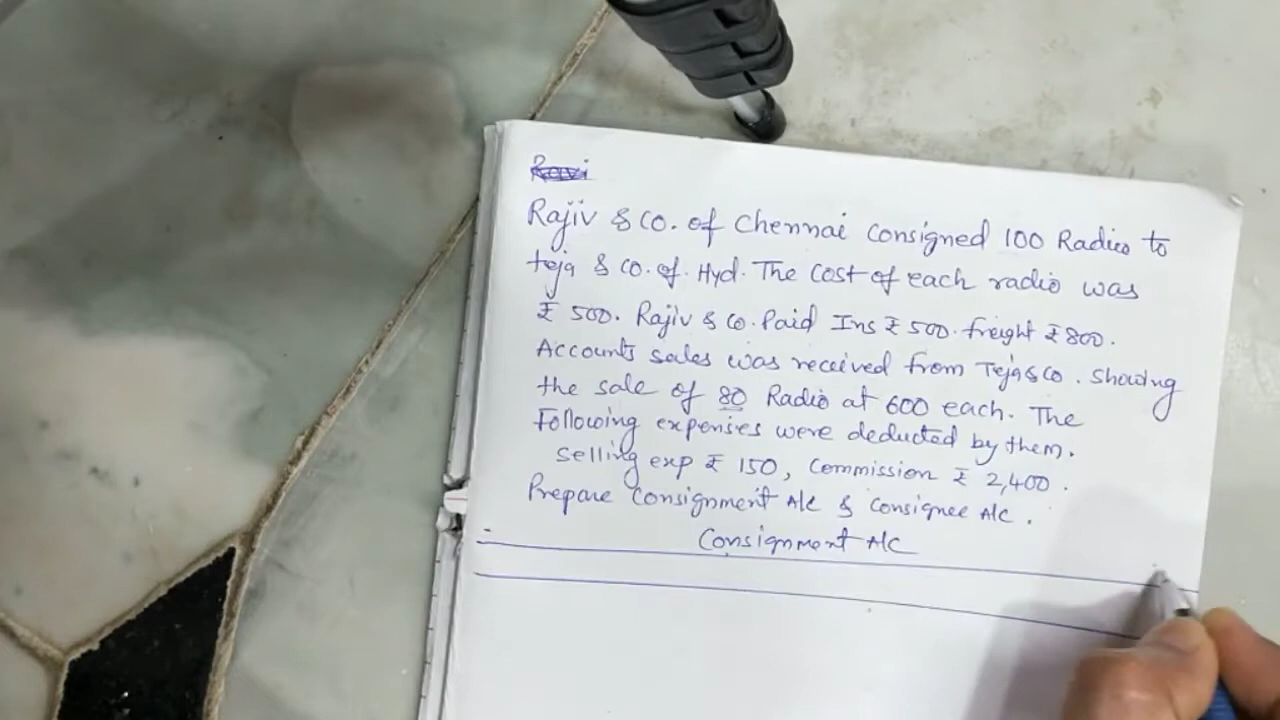 Rajiv & Co. of Chennai consigned 100 Radios to
teja & co. of. Hyd. The cost of each radio was
₹ 500. Rajiv & Co. Paid Ins ₹ 500. freight ₹ 800.
Accounts sales was received from Teja & Co. Showing
the sale of 80 Radio at 600 each. The
following expenses were deducted by them.
Selling exp ₹ 150, Commission ₹ 2,400.
Prepare Consignment A/c & Consignee A/c.
Consignment A/c